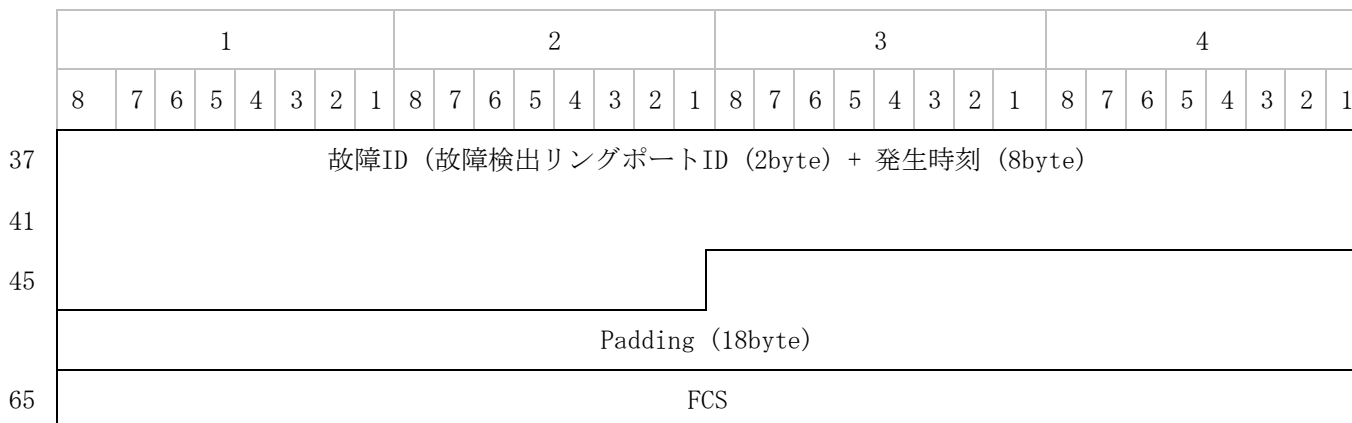 1 2 3 4
8 7 6 5 4 3 2 1 8 7 6 5 4 3 2 1 8 7 6 5 4 3 2 1 8 7 6 5 4 3 2 1
37 故障ID (故障検出リングポートID (2byte) + 発生時刻 (8byte)
41
45
Padding (18byte)
65 FCS